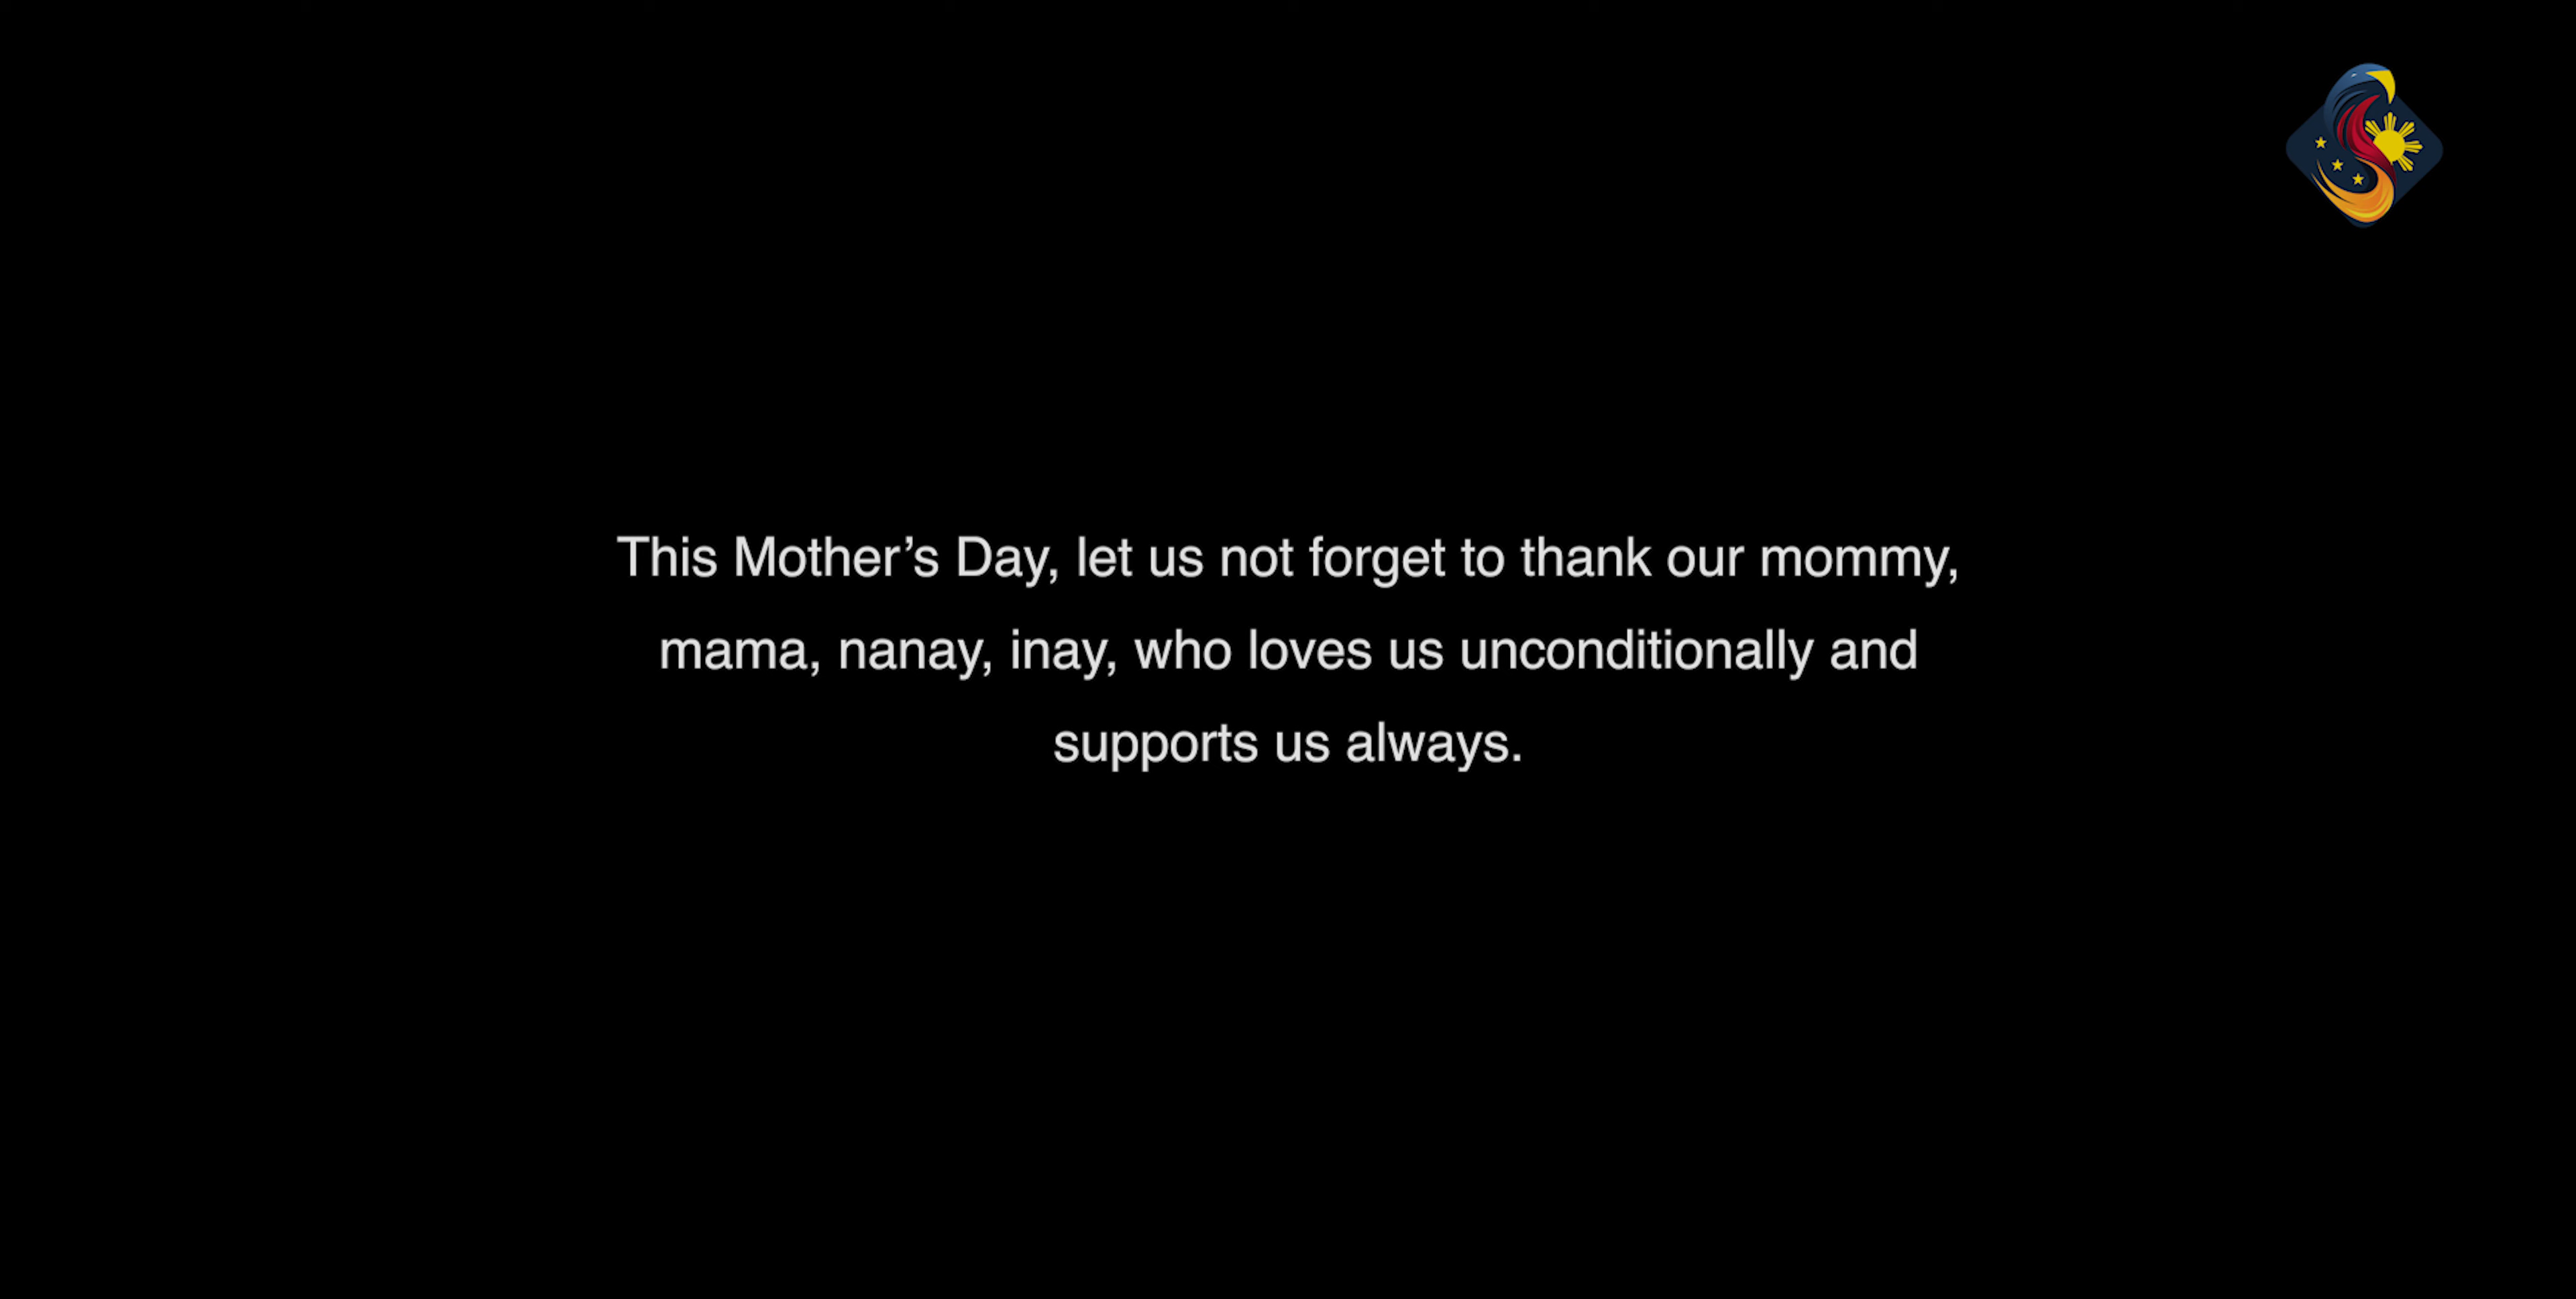 This Mother’s Day, let us not forget to thank our mommy,
mama, nanay, inay, who loves us unconditionally and
supports us always.